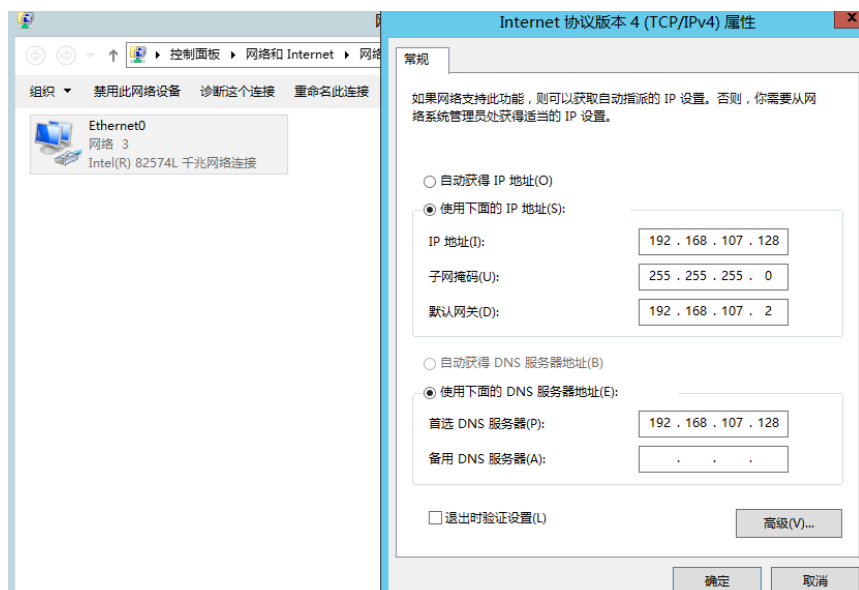 Internet 协议版本 4 (TCP/IPv4) 属性
x
控制面板 ▸ 网络和 Internet ▸
组织 ▼ 禁用此网络设备 诊断这个连接 重命名此连接
Ethernet0
网络 3
Intel(R) 82574L 千兆网络连接
常规
如果网络支持此功能，则可以获取自动指派的 IP 设置。否则，你需要从网
络系统管理员处获得适当的 IP 设置。
自动获得 IP 地址(O)
使用下面的 IP 地址(S):
IP 地址(I): 192 . 168 . 107 . 128
子网掩码(U): 255 . 255 . 255 . 0
默认网关(D): 192 . 168 . 107 . 2
自动获得 DNS 服务器地址(B)
使用下面的 DNS 服务器地址(E):
首选 DNS 服务器(P): 192 . 168 . 107 . 128
备用 DNS 服务器(A): . . .
退出时验证设置(L)
高级(V)...
确定 取消